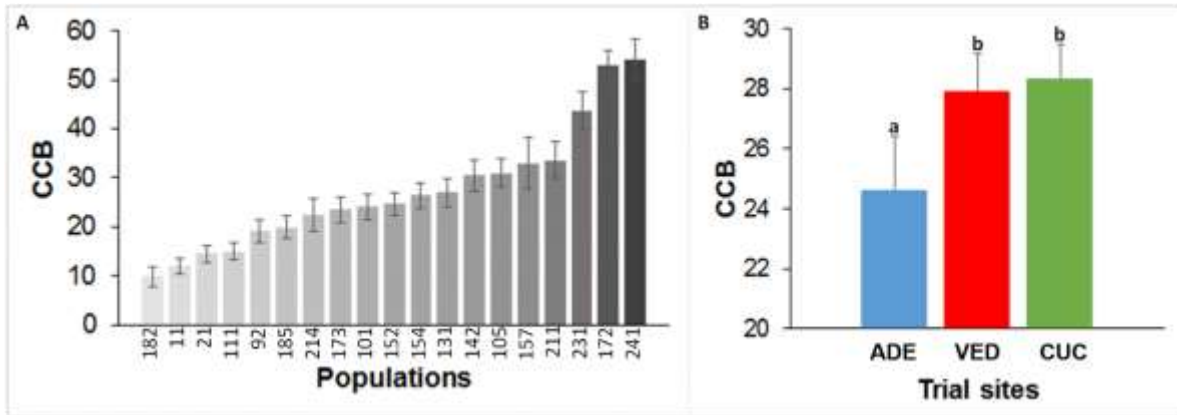 A
CCB
60
50
40
30
20
10
0
182 11 21 111 92 185 214 173 101 152 154 131 142 105 157 211 231 172 241
Populations
B
CCB
30
28
26
24
22
20
a b b
ADE VED CUC
Trial sites